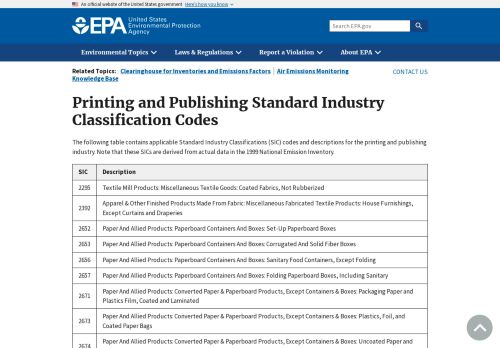 An official website of the United States government Here's how you know
EPA United States
Environmental Protection
Agency
Search EPA.gov
Environmental Topics Laws & Regulations Report a Violation About EPA
Related Topics: Clearinghouse for Inventories and Emissions Factors Air Emissions Monitoring
Knowledge Base
CONTACT US
Printing and Publishing Standard Industry
Classification Codes
The following table contains applicable Standard Industry Classifications (SIC) codes and descriptions for the printing and publishing
industry. Note that these SICs are derived from actual data in the 1999 National Emission Inventory.
SIC Description
2295 Textile Mill Products: Miscellaneous Textile Goods: Coated Fabrics, Not Rubberized
2392 Apparel & Other Finished Products Made From Fabric: Miscellaneous Fabricated Textile Products: House Furnishings,
Except Curtains and Draperies
2652 Paper And Allied Products: Paperboard Containers And Boxes: Set-Up Paperboard Boxes
2653 Paper And Allied Products: Paperboard Containers And Boxes: Corrugated And Solid Fiber Boxes
2656 Paper And Allied Products: Paperboard Containers And Boxes: Sanitary Food Containers, Except Folding
2657 Paper And Allied Products: Paperboard Containers And Boxes: Folding Paperboard Boxes, Including Sanitary
2671 Paper And Allied Products: Converted Paper & Paperboard Products, Except Containers & Boxes: Packaging Paper and
Plastics Film, Coated and Laminated
2673 Paper And Allied Products: Converted Paper & Paperboard Products, Except Containers & Boxes: Plastics, Foil, and
Coated Paper Bags
2674 Paper And Allied Products: Converted Paper & Paperboard Products, Except Containers & Boxes: Uncoated Paper and